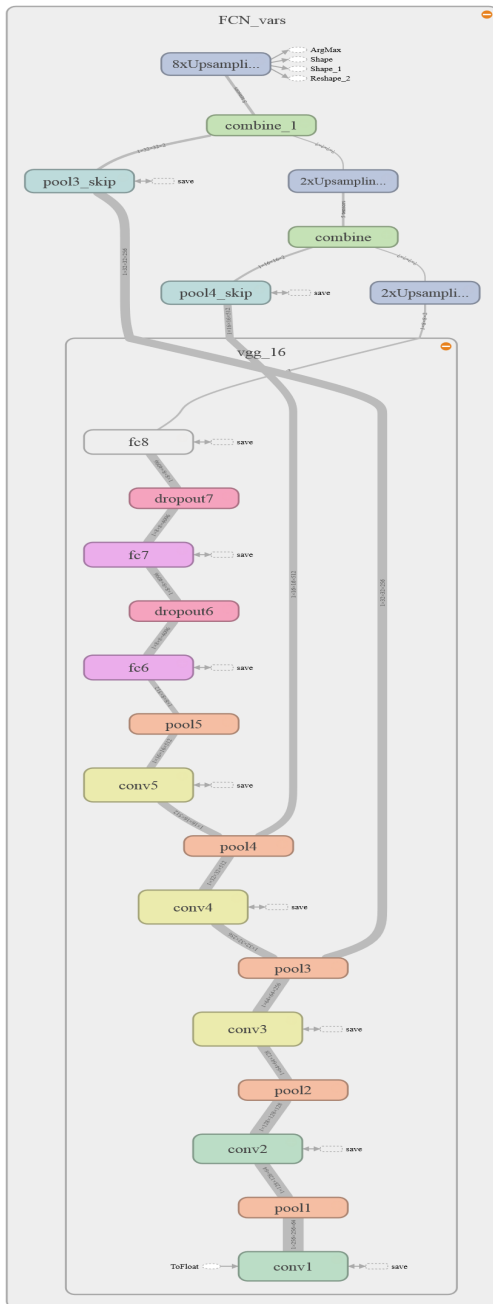 FCN_vars
8xUpsampli...
ArgMax
Shape
Shape_1
Reshape_2
combine_1
pool3_skip
save
2xUpsamplin...
combine
pool4_skip
save
2xUpsampli...
vgg_16
fc8
save
dropout7
fc7
save
dropout6
fc6
save
pool5
conv5
save
pool4
conv4
save
pool3
conv3
save
pool2
conv2
save
pool1
ToFloat
conv1
save